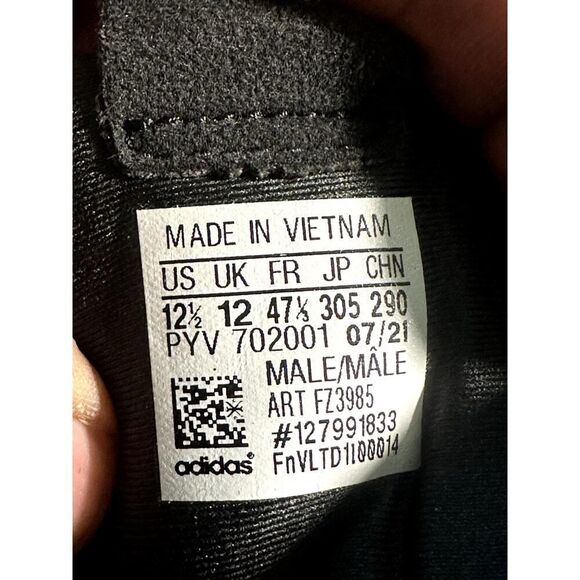 MADE IN VIETNAM
US UK FR JP CHN
12½ 12 47⅓ 305 290
PYV 702001 07/21
MALE/MÂLE
ART FZ3985
#127991833
adidas® FnVLTD1I00014